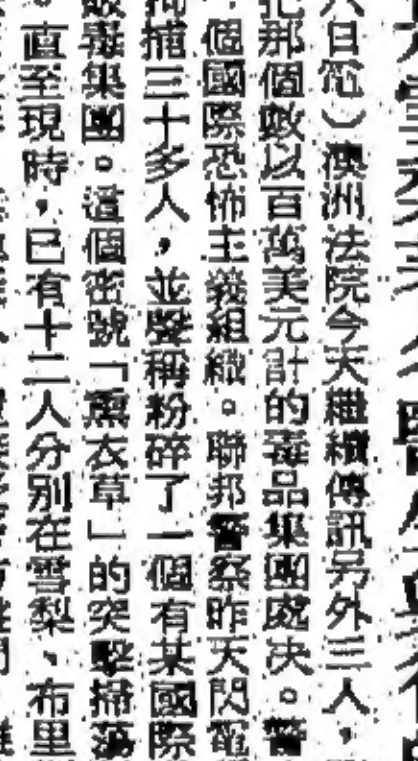 八日電）澳洲法院今天繼續傳訊另外三人，
把那個數以百萬美元計的毒品集團處决。警
個國際恐怖主義組織。聯邦警察昨天閃電
拘捕三十多人，並聲稱粉碎了一個有某國際
販毒集團。這個密號「薰衣草」的突擊掃蕩
。直至現時，已有十二人分別在雪梨、布里